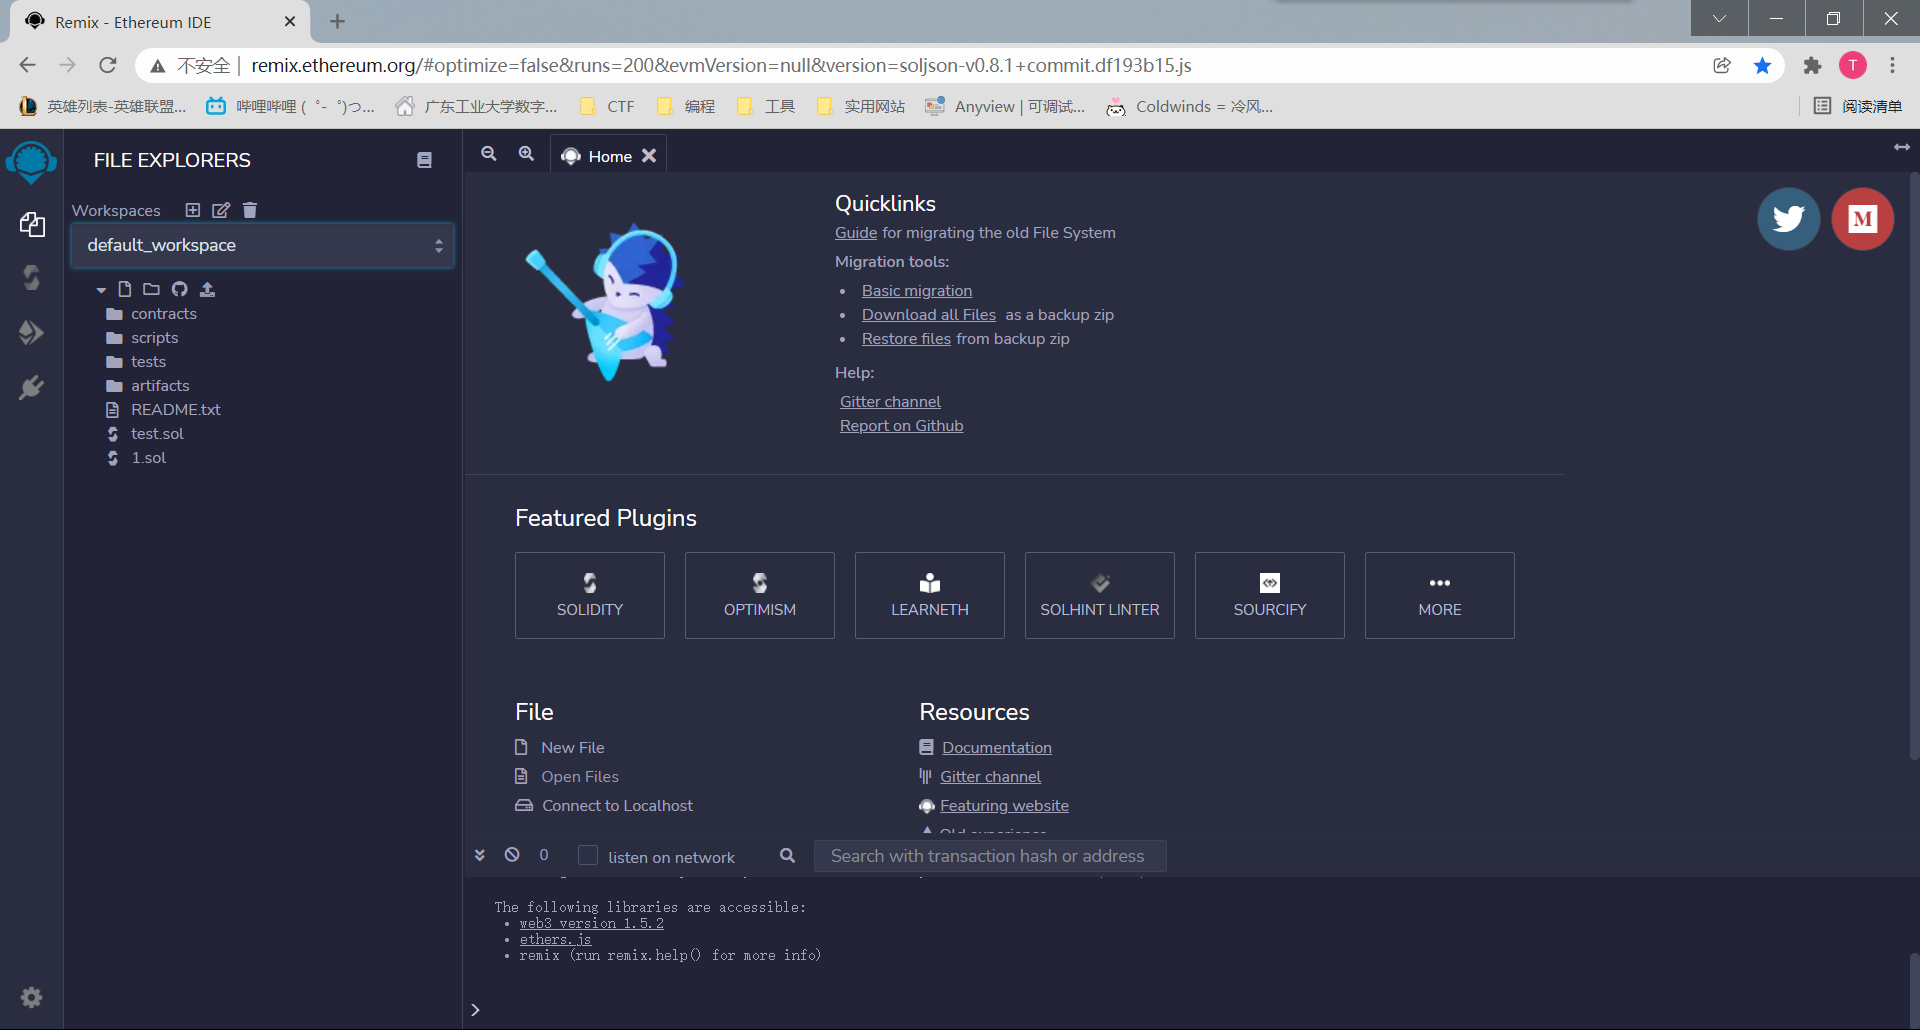 Remix - Ethereum IDE
不安全 | remix.ethereum.org/#optimize=false&runs=200&evmVersion=null&version=soljson-v0.8.1+commit.df193b15.js
T
英雄列表-英雄联盟...
哔哩哔哩 (゜-゜)つ...
广东工业大学数字...
CTF
编程
工具
实用网站
Anyview | 可调试...
Coldwinds = 冷风...
阅读清单
FILE EXPLORERS
Workspaces
default_workspace
contracts
scripts
tests
artifacts
README.txt
test.sol
1.sol
Home
Quicklinks
Guide for migrating the old File System
Migration tools:
• Basic migration
• Download all Files as a backup zip
• Restore files from backup zip
Help:
Gitter channel
Report on Github
M
Featured Plugins
SOLIDITY
OPTIMISM
LEARNETH
SOLHINT LINTER
SOURCIFY
MORE
File
New File
Open Files
Connect to Localhost
Resources
Documentation
Gitter channel
Featuring website
Old experience
0
listen on network
Search with transaction hash or address
The following libraries are accessible:
• web3 version 1.5.2
• ethers.js
• remix (run remix.help() for more info)
>